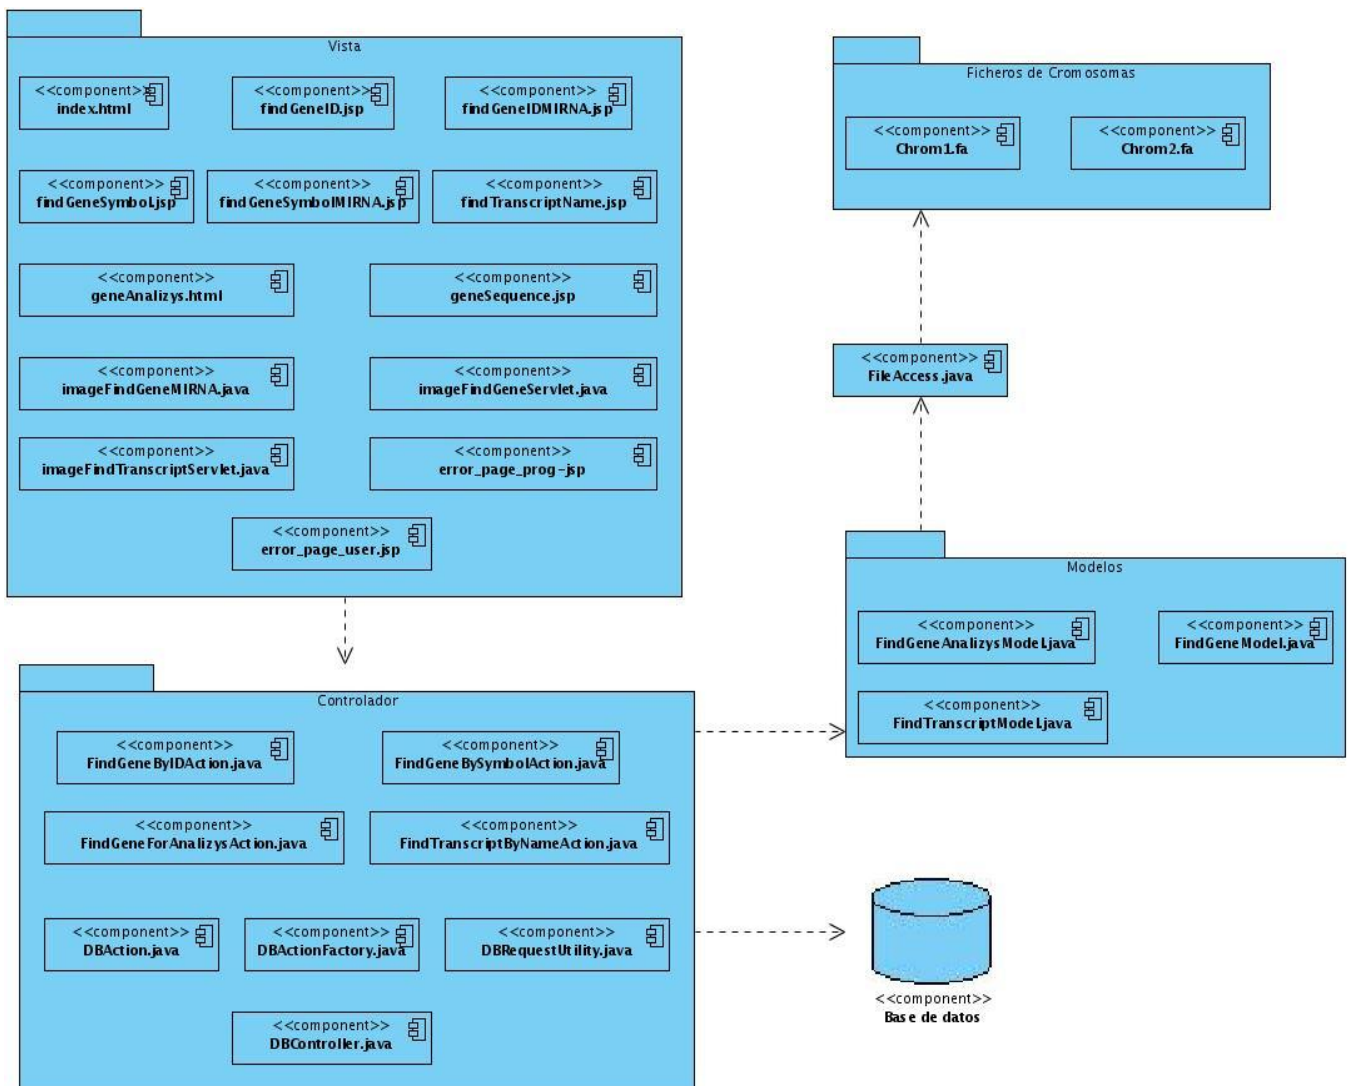 Vista
<<component>>
index.html
<<component>>
findGeneID.jsp
<<component>>
findGeneIDMIRNA.jsp
<<component>>
findGeneSymbol.jsp
<<component>>
findGeneSymbolMIRNA.jsp
<<component>>
findTranscriptName.jsp
<<component>>
geneAnalizys.html
<<component>>
geneSequence.jsp
<<component>>
imageFindGeneMIRNA.java
<<component>>
imageFindGeneServlet.java
<<component>>
imageFindTranscriptServlet.java
<<component>>
error_page_prog-jsp
<<component>>
error_page_user.jsp
Ficheros de Cromosomas
<<component>>
Chrom1.fa
<<component>>
Chrom2.fa
<<component>>
FileAccess.java
Modelos
<<component>>
FindGeneAnalizysModel.java
<<component>>
FindGeneModel.java
<<component>>
FindTranscriptModel.java
Controlador
<<component>>
FindGeneByIDAction.java
<<component>>
FindGeneBySymbolAction.java
<<component>>
FindGeneForAnalizysAction.java
<<component>>
FindTranscriptByNameAction.java
<<component>>
DBAction.java
<<component>>
DBActionFactory.java
<<component>>
DBRequestUtility.java
<<component>>
DBController.java
<<component>>
Base de datos